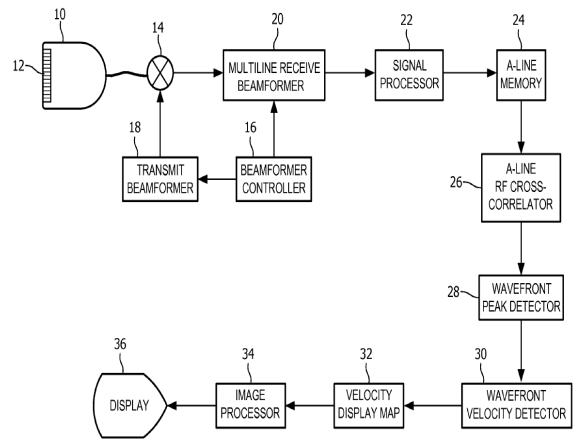 10
12
14
20
MULTILINE RECEIVE
BEAMFORMER
22
SIGNAL
PROCESSOR
24
A-LINE
MEMORY
18
TRANSMIT
BEAMFORMER
16
BEAMFORMER
CONTROLLER
26
A-LINE
RF CROSS-
CORRELATOR
28
WAVEFRONT
PEAK DETECTOR
36
DISPLAY
34
IMAGE
PROCESSOR
32
VELOCITY
DISPLAY MAP
30
WAVEFRONT
VELOCITY DETECTOR